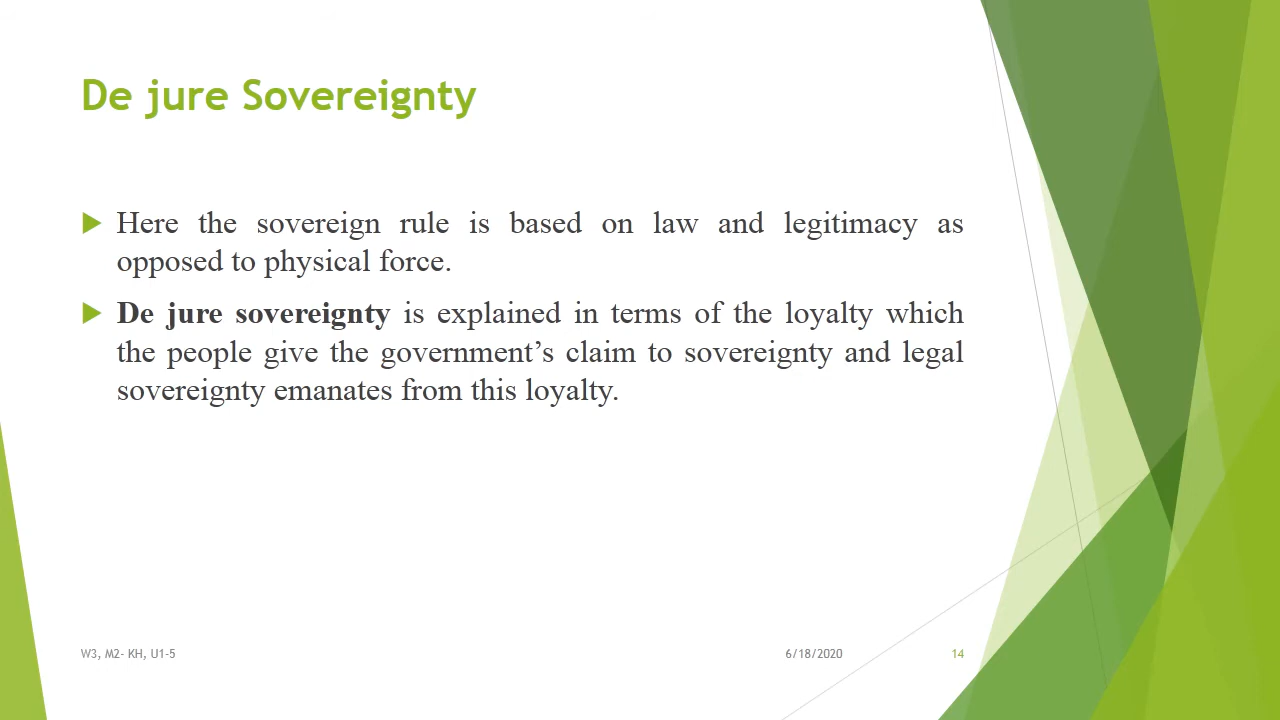 De jure Sovereignty
Here the sovereign rule is based on law and legitimacy as
opposed to physical force.
De jure sovereignty is explained in terms of the loyalty which
the people give the government’s claim to sovereignty and legal
sovereignty emanates from this loyalty.
W3, M2- KH, U1-5
6/18/2020
14